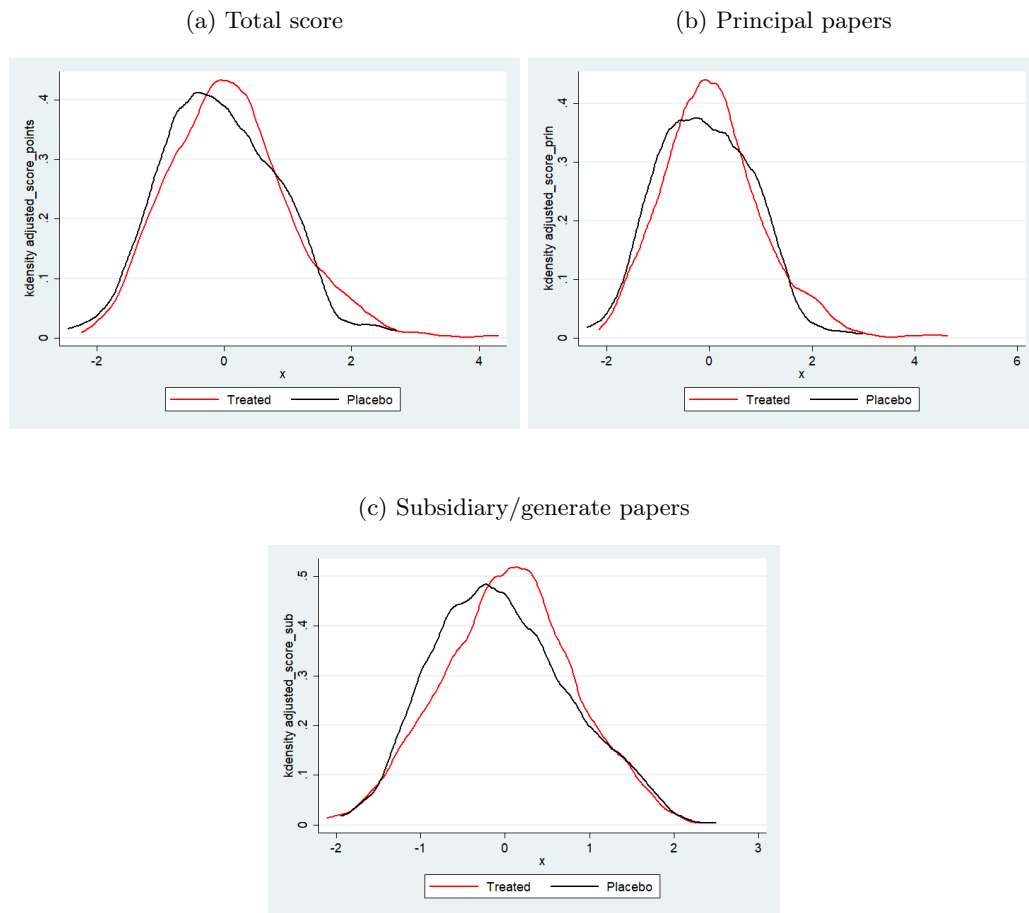 (a) Total score
(b) Principal papers
kdensity adjusted_score_points
0 .1 .2 .3 .4
-2 0 2 4
x
Treated Placebo
kdensity adjusted_score_prin
0 .1 .2 .3 .4
-2 0 2 4 6
x
Treated Placebo
(c) Subsidiary/generate papers
kdensity adjusted_score_sub
0 .1 .2 .3 .4 .5
-2 -1 0 1 2 3
x
Treated Placebo